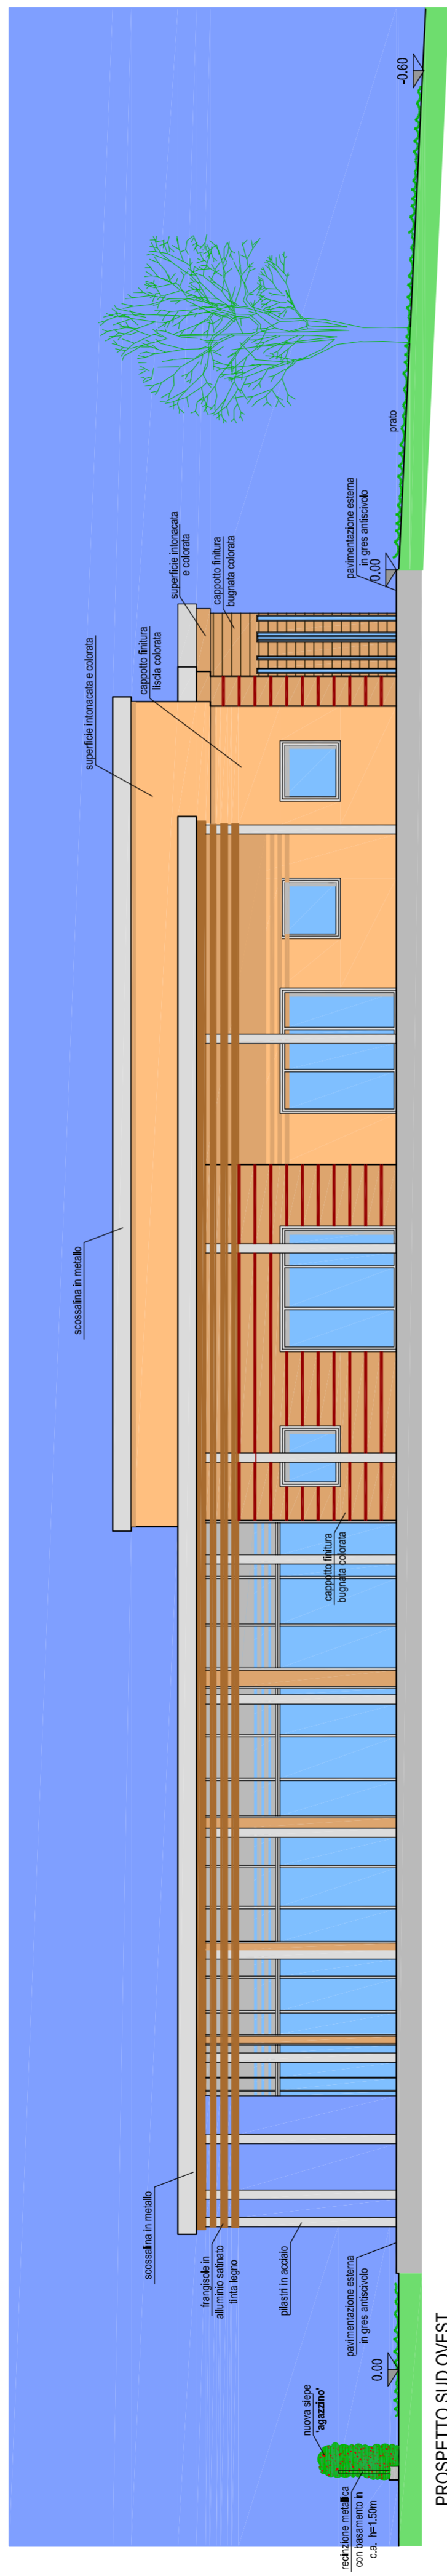 recinzione metallica
con basamento in
c.a. h=1.50m
nuova siepe
'agazzino'
0.00
pavimentazione esterna
in gres antiscivolo
pilastri in acciaio
frangisole in
alluminio satinato
tinta legno
scossalina in metallo
cappotto finitura
bugnata colorata
scossalina in metallo
superficie intonacata e colorata
cappotto finitura
liscia colorata
superficie intonacata
e colorata
cappotto finitura
bugnata colorata
0.00
pavimentazione esterna
in gres antiscivolo
prato
-0.60
PROSPETTO SUD OVEST